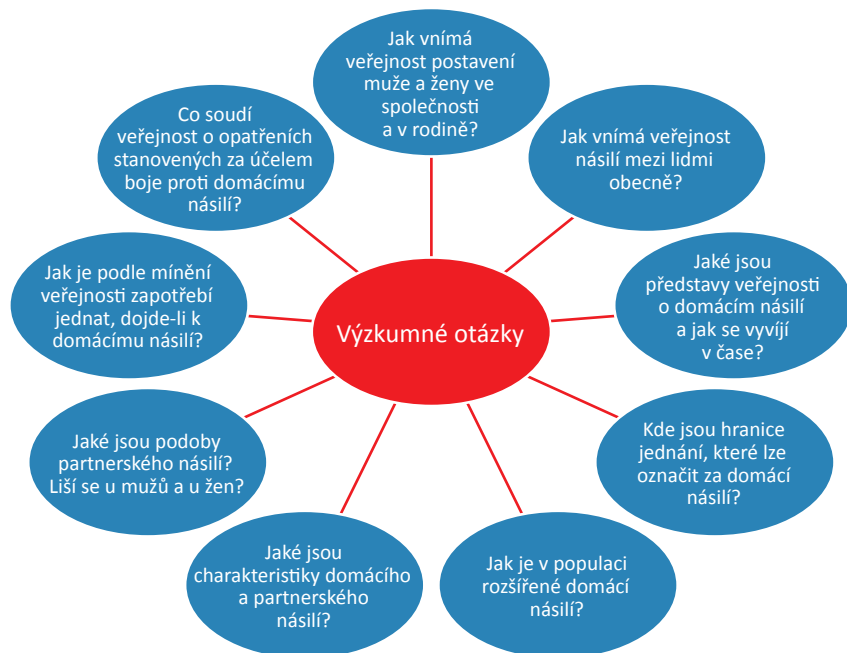 Jak vnímá
veřejnost postavení
muže a ženy ve
společnosti
a v rodině?
Jak vnímá veřejnost
násilí mezi lidmi
obecně?
Jaké jsou
představy veřejnosti
o domácím násilí
a jak se vyvíjí
v čase?
Kde jsou hranice
jednání, které lze
označit za domácí
násilí?
Jak je v populaci
rozšířené domácí
násilí?
Jaké jsou
charakteristiky domácího
a partnerského
násilí?
Jaké jsou podoby
partnerského násilí?
Liší se u mužů a u žen?
Jak je podle mínění
veřejnosti zapotřebí
jednat, dojde-li k
domácímu násilí?
Co soudí
veřejnost o opatřeních
stanovených za účelem
boje proti domácímu
násilí?
Výzkumné otázky